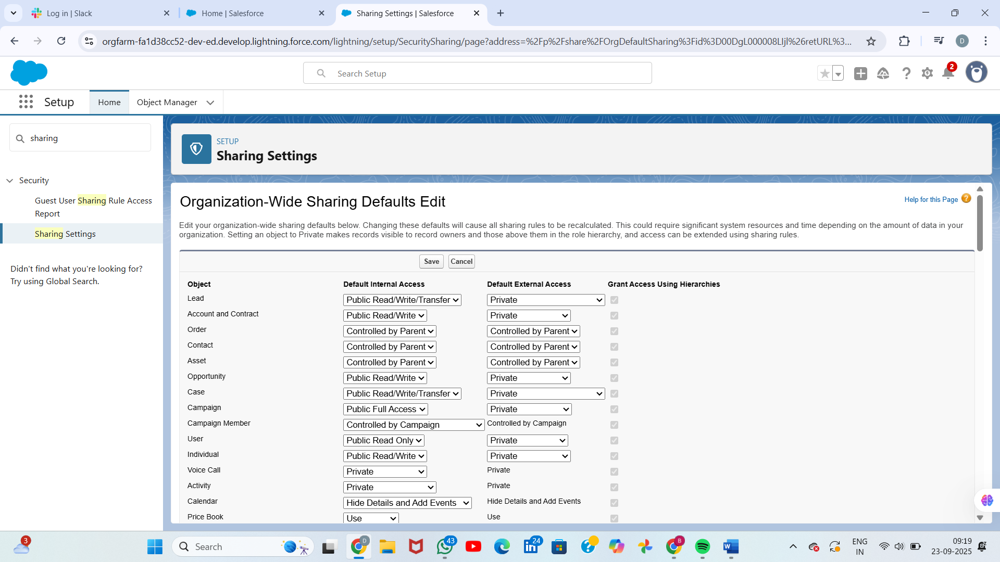 Log in | Slack
Home | Salesforce
Sharing Settings | Salesforce
orgfarm-fa1d38cc52-dev-ed.develop.lightning.force.com/lightning/setup/SecuritySharing/page?address=%2Fp%2Fshare%2FOrgDefaultSharing%3Fid%3D00DgL000008LIjl%26retURL%3...
D
Search Setup
2
Setup
Home
Object Manager
sharing
Security
Guest User Sharing Rule Access
Report
Sharing Settings
Didn't find what you're looking for?
Try using Global Search.
SETUP
Sharing Settings
Organization-Wide Sharing Defaults Edit
Help for this Page ?
Edit your organization-wide sharing defaults below. Changing these defaults will cause all sharing rules to be recalculated. This could require significant system resources and time depending on the amount of data in your
organization. Setting an object to Private makes records visible to record owners and those above them in the role hierarchy, and access can be extended using sharing rules.
Save Cancel
Object Default Internal Access Default External Access Grant Access Using Hierarchies
Lead Public Read/Write/Transfer Private
Account and Contract Public Read/Write Private
Order Controlled by Parent Controlled by Parent
Contact Controlled by Parent Controlled by Parent
Asset Controlled by Parent Controlled by Parent
Opportunity Public Read/Write Private
Case Public Read/Write/Transfer Private
Campaign Public Full Access Private
Campaign Member Controlled by Campaign Controlled by Campaign
User Public Read Only Private
Individual Public Read/Write Private
Voice Call Private Private
Activity Private Private
Calendar Hide Details and Add Events Hide Details and Add Events
Price Book Use Use
3
Search
D
43
24
B
ENG
IN
09:19
23-09-2025